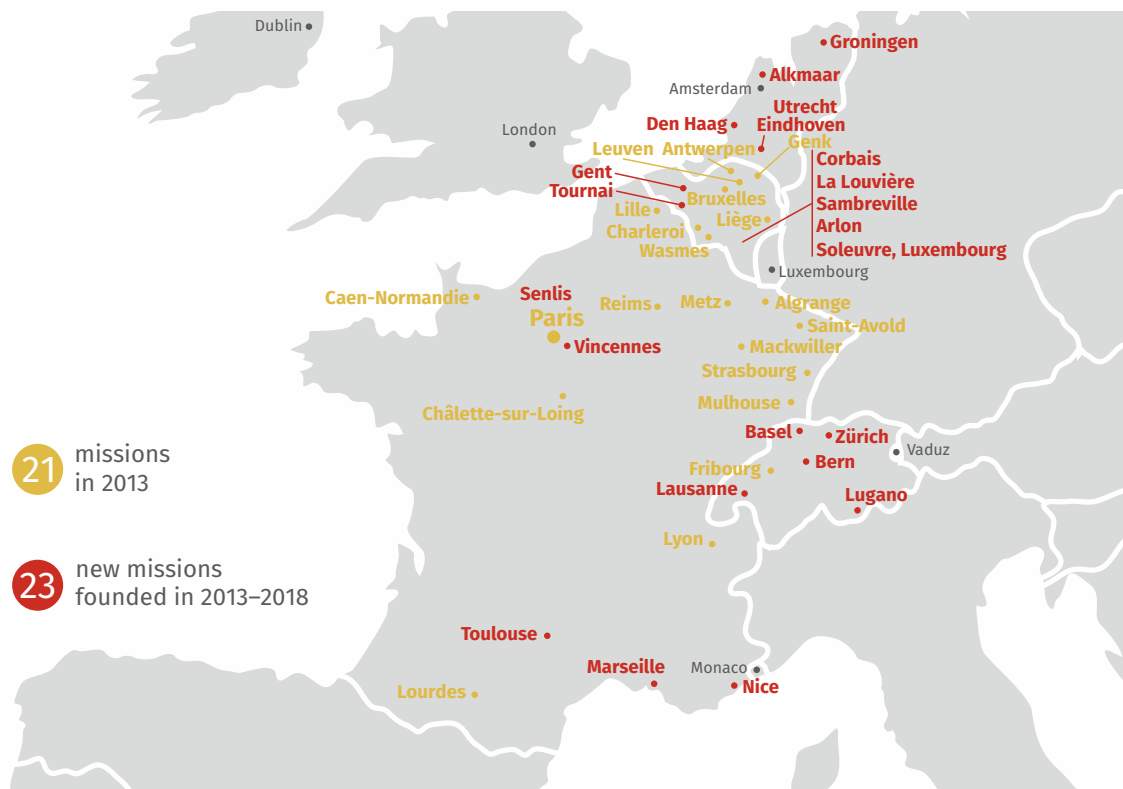 Dublin
Groningen
Alkmaar
Amsterdam
Utrecht
Den Haag
Eindhoven
London
Leuven
Antwerpen
Genk
Corbais
Gent
La Louvière
Tournai
Bruxelles
Sambreville
Lille
Liège
Arlon
Charleroi
Wasmes
Soleuvre, Luxembourg
Luxembourg
Caen-Normandie
Senlis
Reims
Metz
Algrange
Paris
Saint-Avold
Vincennes
Mackwiller
Strasbourg
Châlette-sur-Loing
Mulhouse
Basel
Zürich
Vaduz
21
missions
in 2013
Fribourg
Bern
Lausanne
Lugano
Lyon
23
new missions
founded in 2013–2018
Toulouse
Marseille
Monaco
Lourdes
Nice